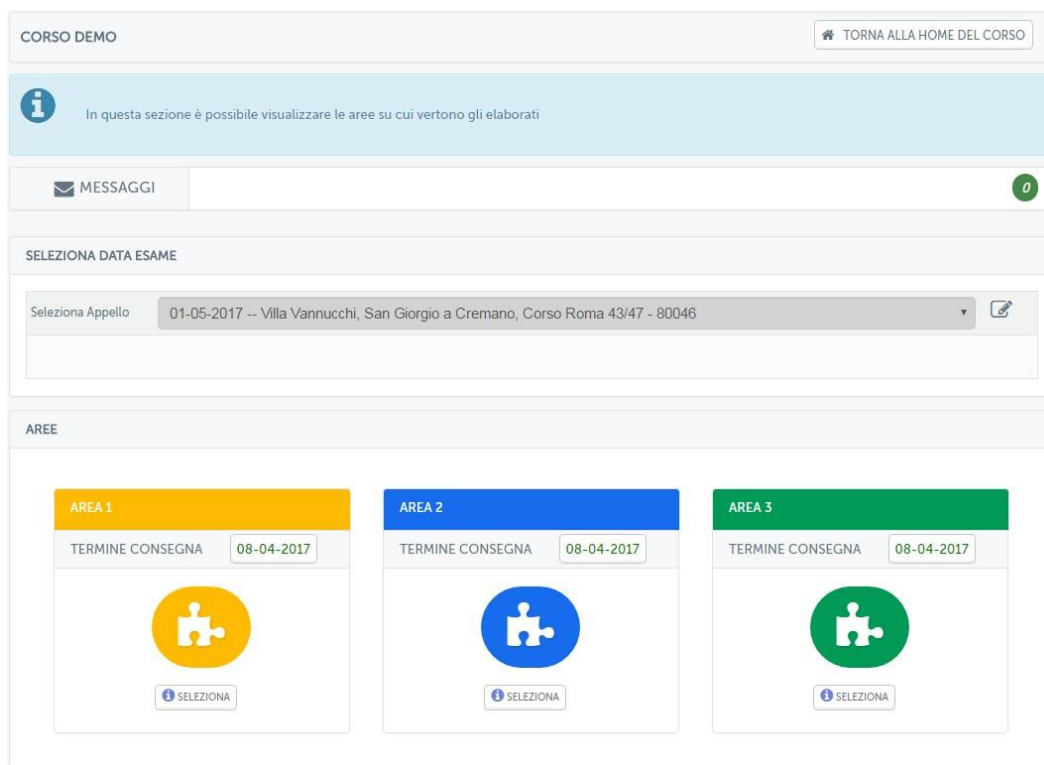 CORSO DEMO
TORNA ALLA HOME DEL CORSO
In questa sezione è possibile visualizzare le aree su cui vertono gli elaborati
MESSAGGI
0
SELEZIONA DATA ESAME
Seleziona Appello
01-05-2017 -- Villa Vannucchi, San Giorgio a Cremano, Corso Roma 43/47 - 80046
AREE
AREA 1
TERMINE CONSEGNA
08-04-2017
SELEZIONA
AREA 2
TERMINE CONSEGNA
08-04-2017
SELEZIONA
AREA 3
TERMINE CONSEGNA
08-04-2017
SELEZIONA